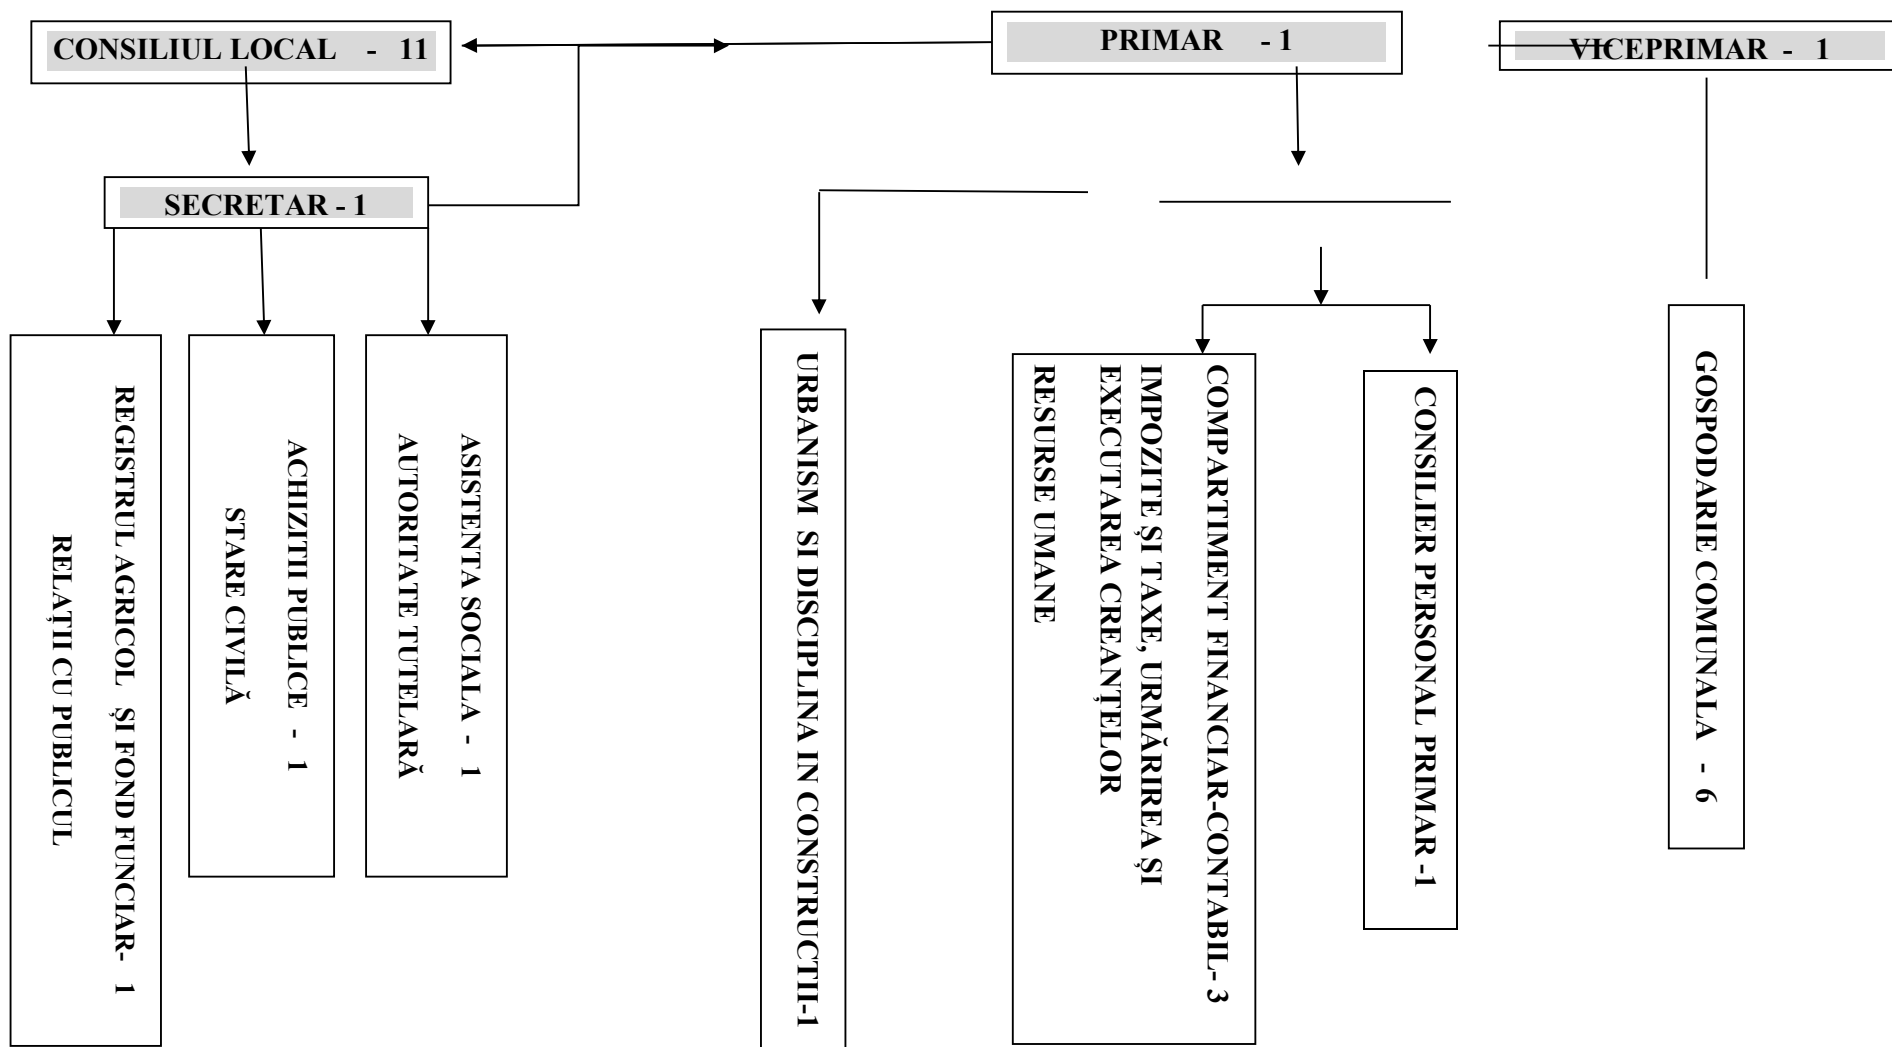 CONSILIUL LOCAL - 11
PRIMAR - 1
VICEPRIMAR - 1
SECRETAR - 1
REGISTRUL AGRICOL ȘI FOND FUNCIAR- 1
RELAȚII CU PUBLICUL
ACHIZITII PUBLICE - 1
STARE CIVILĂ
ASISTENTA SOCIALA - 1
AUTORITATE TUTELARĂ
URBANISM SI DISCIPLINA IN CONSTRUCTII-1
COMPARTIMENT FINANCIAR-CONTABIL- 3
IMPOZITE ȘI TAXE, URMĂRIREA ȘI
EXECUTAREA CREANȚELOR
RESURSE UMANE
CONSILIER PERSONAL PRIMAR -1
GOSPODARIE COMUNALA - 6